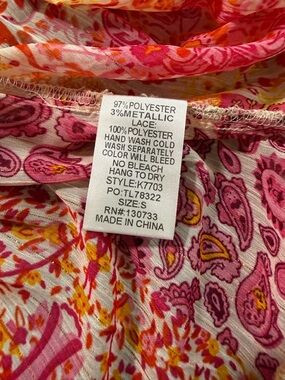 97%POLYESTER
3%METALLIC
LACE:
100%POLYESTER
HAND WASH COLD
WASH SEPARATELY
COLOR WILL BLEED
NO BLEACH
HANG TO DRY
STYLE:K7703
PO:TL78322
SIZE:S
RN#:130733
MADE IN CHINA